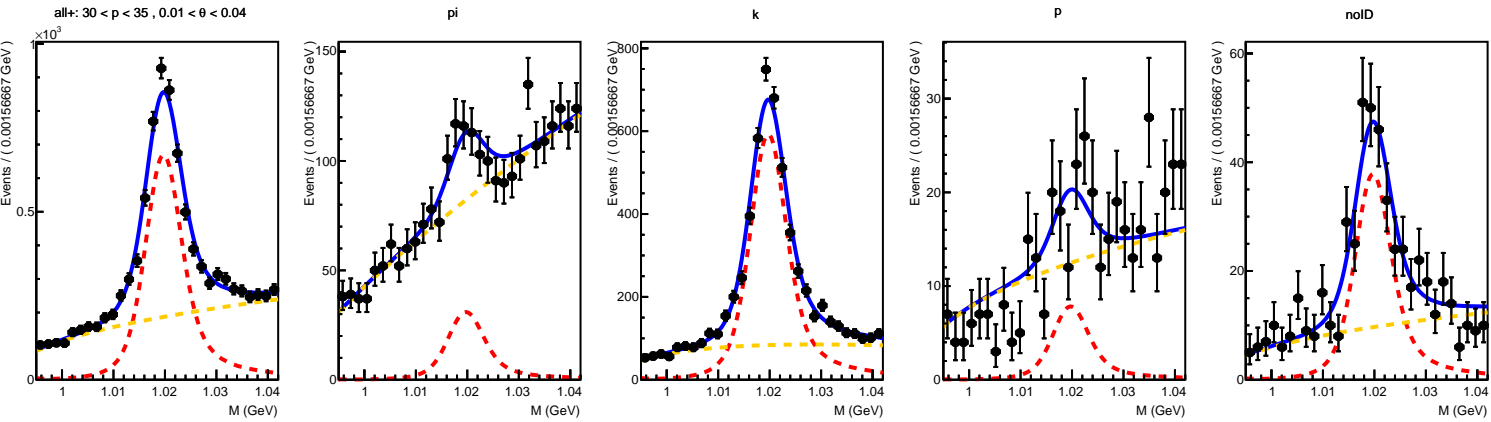 all+: 30 < p < 35 , 0.01 < θ < 0.04
×10³
Events / ( 0.00156667 GeV )
0.5
0
1 1.01 1.02 1.03 1.04
M (GeV)
pi
Events / ( 0.00156667 GeV )
150
100
50
0
1 1.01 1.02 1.03 1.04
M (GeV)
k
Events / ( 0.00156667 GeV )
800
600
400
200
0
1 1.01 1.02 1.03 1.04
M (GeV)
p
Events / ( 0.00156667 GeV )
30
20
10
0
1 1.01 1.02 1.03 1.04
M (GeV)
noID
Events / ( 0.00156667 GeV )
60
40
20
0
1 1.01 1.02 1.03 1.04
M (GeV)